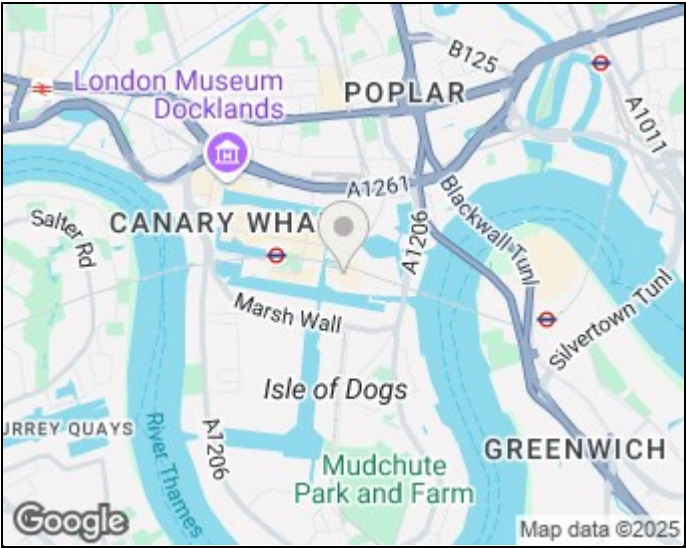 B125
London Museum
Docklands
POPLAR
A1011
A1261
Salter Rd
CANARY WHA
A1206
Blackwall Tunl
Marsh Wall
Silvertown Tunl
Isle of Dogs
URREY QUAYS
River Thames
A1206
GREENWICH
Mudchute
Park and Farm
Google
Map data ©2025